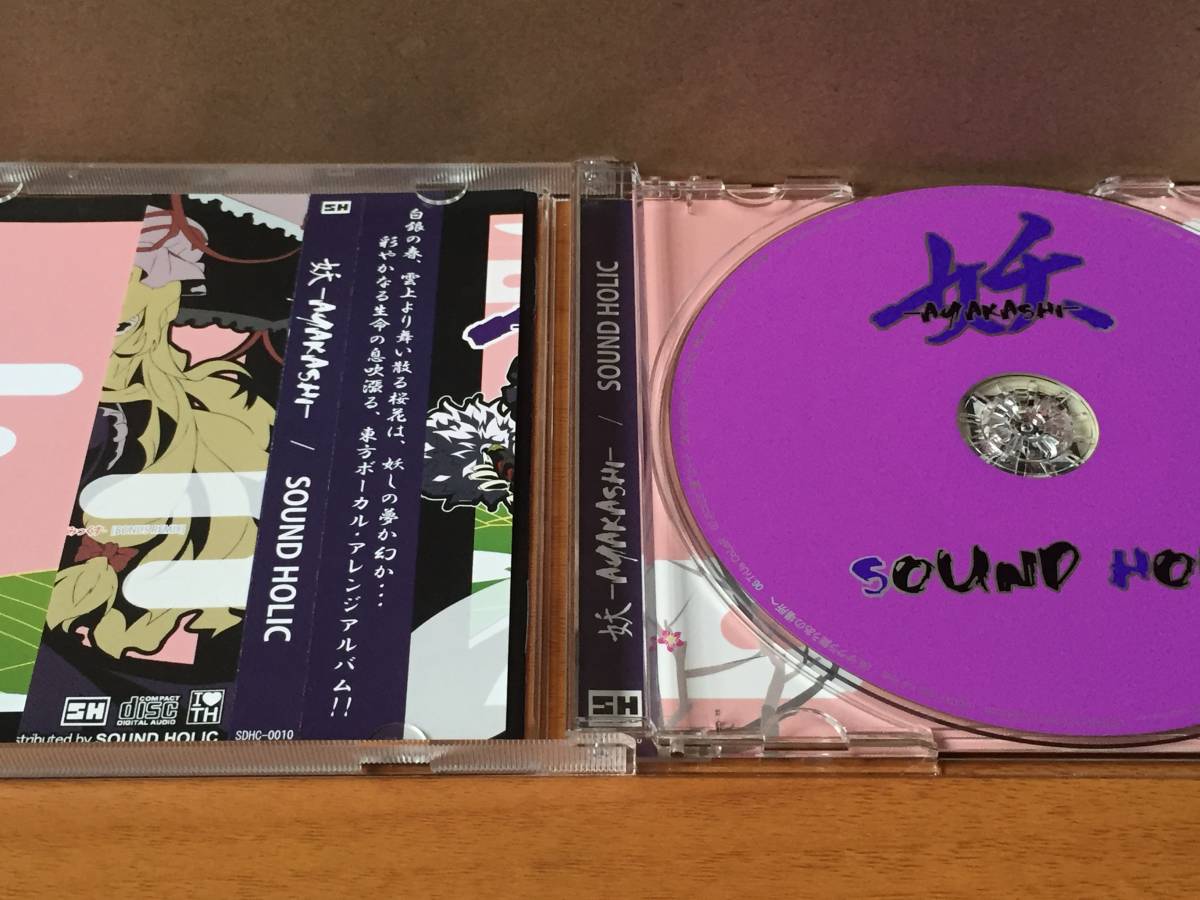 白銀の春、雲上より舞い散る桜花は、妖しの夢か幻か・・・
彩やかなる生命の息吹漲る、東方ボーカル・アレンジアルバム!!
SH
妖 -AYAKASHI- / SOUND HOLIC
[BONUS REMIX]
SH
COMPACT
disc
DIGITAL AUDIO
I♥
TH
stributed by SOUND HOLIC
SDHC-0010
妖 -AYAKASHI- / SOUND HOLIC
SH
妖
-AYAKASHI-
SOUND HO